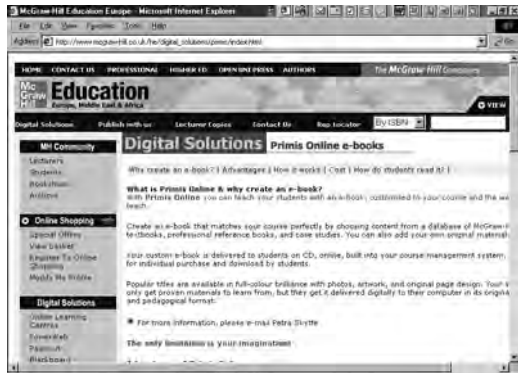 McGraw-Hill Education Europe - Microsoft Internet Explorer
File Edit View Favorites Tools Help
Address http://www.mcgraw-hill.co.uk/he/digital_solutions/primis/index.html
HOME CONTACT US PROFESSIONAL HIGHER ED OPEN UNI PRESS AUTHORS The McGraw-Hill Companies
Mc Graw Hill Education
Europe, Middle East & Africa
VIEW
Digital Solutions Publish with us Lecturer Copies Contact Us Rep Locator By ISBN
MH Community
Lecturers
Students
Bookshops
Authors
Online Shopping
Special Offers
View Basket
Register To Online Shopping
Modify My Profile
Digital Solutions
Online Learning Centres
PowerWeb
PageOut
Blackboard
Digital Solutions Primis Online e-books
Why create an e-book? | Advantages | How it works | Cost | How do students read it? |
What is Primis Online & why create an e-book?
With Primis Online you can teach your students with an e-book, customised to your course and the wa
teach.
Create an e-book that matches your course perfectly by choosing content from a database of McGraw-H
textbooks, professional reference books, and case studies. You can also add your own original material
Your custom e-book is delivered to students on CD, online, built into your course management system,
for individual purchase and download by students.
Popular titles are available in full-colour brilliance with photos, artwork, and original page design. Your s
only get proven materials to learn from, but they get it delivered digitally to their computer in its origina
and pedagogical format.
For more information, please e-mail Petra Skytte
The only limitation is your imagination!